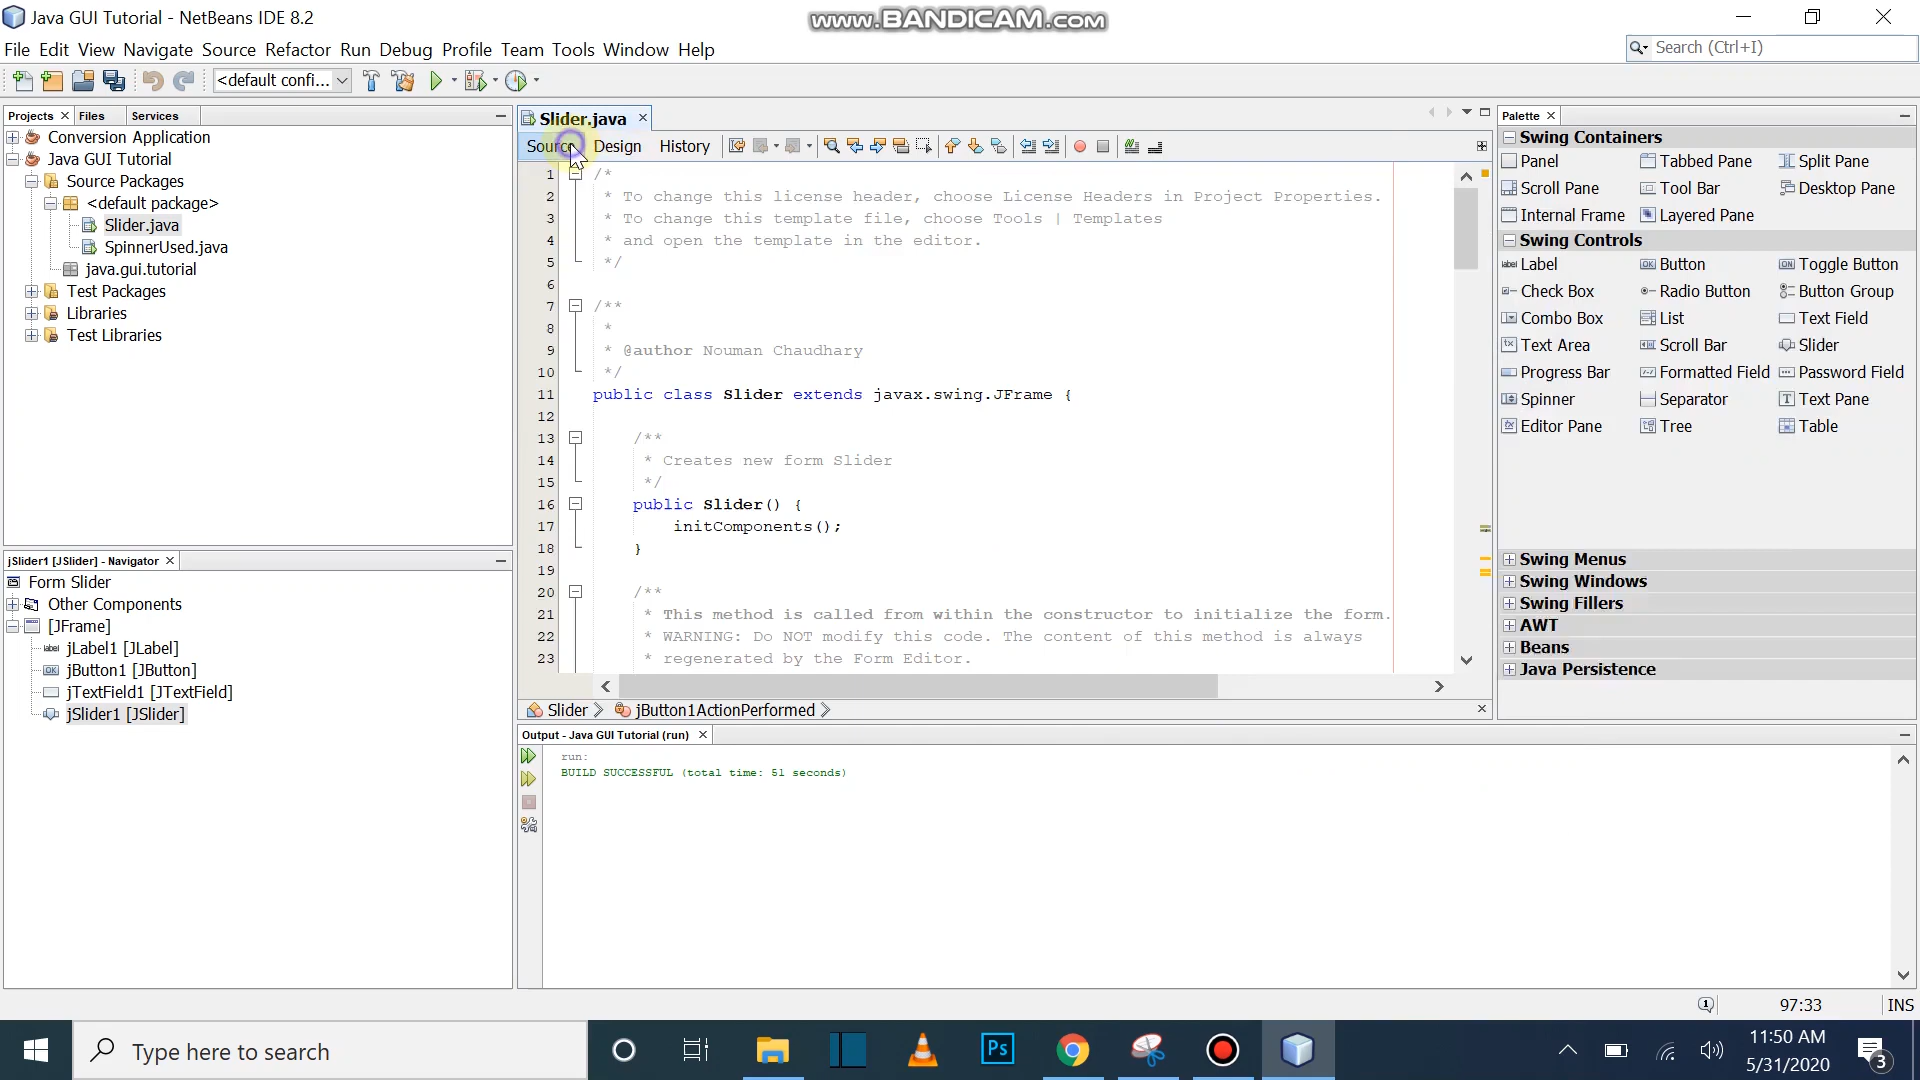 Java GUI Tutorial - NetBeans IDE 8.2
www.BANDICAM.com
File Edit View Navigate Source Refactor Run Debug Profile Team Tools Window Help
Search (Ctrl+I)
<default confi...
Projects Files Services
Conversion Application
Java GUI Tutorial
Source Packages
<default package>
Slider.java
SpinnerUsed.java
java.gui.tutorial
Test Packages
Libraries
Test Libraries
jSlider1 [JSlider] - Navigator
Form Slider
Other Components
[JFrame]
jLabel1 [JLabel]
jButton1 [JButton]
jTextField1 [JTextField]
jSlider1 [JSlider]
Slider.java
Source Design History
1 /*
2 * To change this license header, choose License Headers in Project Properties.
3 * To change this template file, choose Tools | Templates
4 * and open the template in the editor.
5 */
6
7 /**
8 *
9 * @author Nouman Chaudhary
10 */
11 public class Slider extends javax.swing.JFrame {
12
13 /**
14 * Creates new form Slider
15 */
16 public Slider() {
17 initComponents();
18 }
19
20 /**
21 * This method is called from within the constructor to initialize the form.
22 * WARNING: Do NOT modify this code. The content of this method is always
23 * regenerated by the Form Editor.
Slider jButton1ActionPerformed
Output - Java GUI Tutorial (run)
run:
BUILD SUCCESSFUL (total time: 51 seconds)
Palette
Swing Containers
Panel Tabbed Pane Split Pane
Scroll Pane Tool Bar Desktop Pane
Internal Frame Layered Pane
Swing Controls
label Label OK Button ON Toggle Button
Check Box Radio Button Button Group
Combo Box List Text Field
Text Area Scroll Bar Slider
Progress Bar Formatted Field Password Field
Spinner Separator Text Pane
Editor Pane Tree Table
Swing Menus
Swing Windows
Swing Fillers
AWT
Beans
Java Persistence
97:33 INS
Type here to search
Ps
11:50 AM
5/31/2020
3